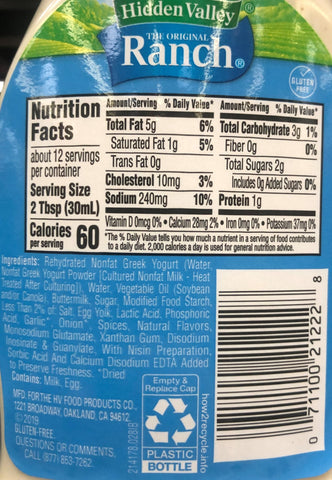 Hidden Valley®
THE ORIGINAL
Ranch®
GLUTEN FREE
Nutrition Facts
about 12 servings per container
Serving Size
2 Tbsp (30mL)
Calories per serving 60
Amount/Serving % Daily Value*
Total Fat 5g 6%
Saturated Fat 1g 5%
Trans Fat 0g
Cholesterol 10mg 3%
Sodium 240mg 10%
Amount/Serving % Daily Value*
Total Carbohydrate 3g 1%
Fiber 0g 0%
Total Sugars 2g
Includes 0g Added Sugars 0%
Protein 1g
Vitamin D 0mcg 0% • Calcium 28mg 2% • Iron 0mg 0% • Potassium 37mg 0%
*The % Daily Value tells you how much a nutrient in a serving of food contributes
to a daily diet. 2,000 calories a day is used for general nutrition advice.
Ingredients: Rehydrated Nonfat Greek Yogurt (Water,
Nonfat Greek Yogurt Powder [Cultured Nonfat Milk - Heat
Treated After Culturing]), Water, Vegetable Oil (Soybean
and/or Canola), Buttermilk, Sugar, Modified Food Starch,
Less Than 2% of: Salt, Egg Yolk, Lactic Acid, Phosphoric
Acid, Garlic,* Onion,* Spices, Natural Flavors,
Monosodium Glutamate, Xanthan Gum, Disodium
Inosinate & Guanylate, With Nisin Preparation,
Sorbic Acid And Calcium Disodium EDTA Added
to Preserve Freshness. *Dried
Contains: Milk, Egg.
MFD. FOR THE HV FOOD PRODUCTS CO.,
1221 BROADWAY, OAKLAND, CA 94612
©2019
GLUTEN-FREE.
QUESTIONS OR COMMENTS,
CALL (877) 853-7262.
Empty & Replace Cap
PLASTIC
BOTTLE
how2recycle.info
0 71100 21222 8